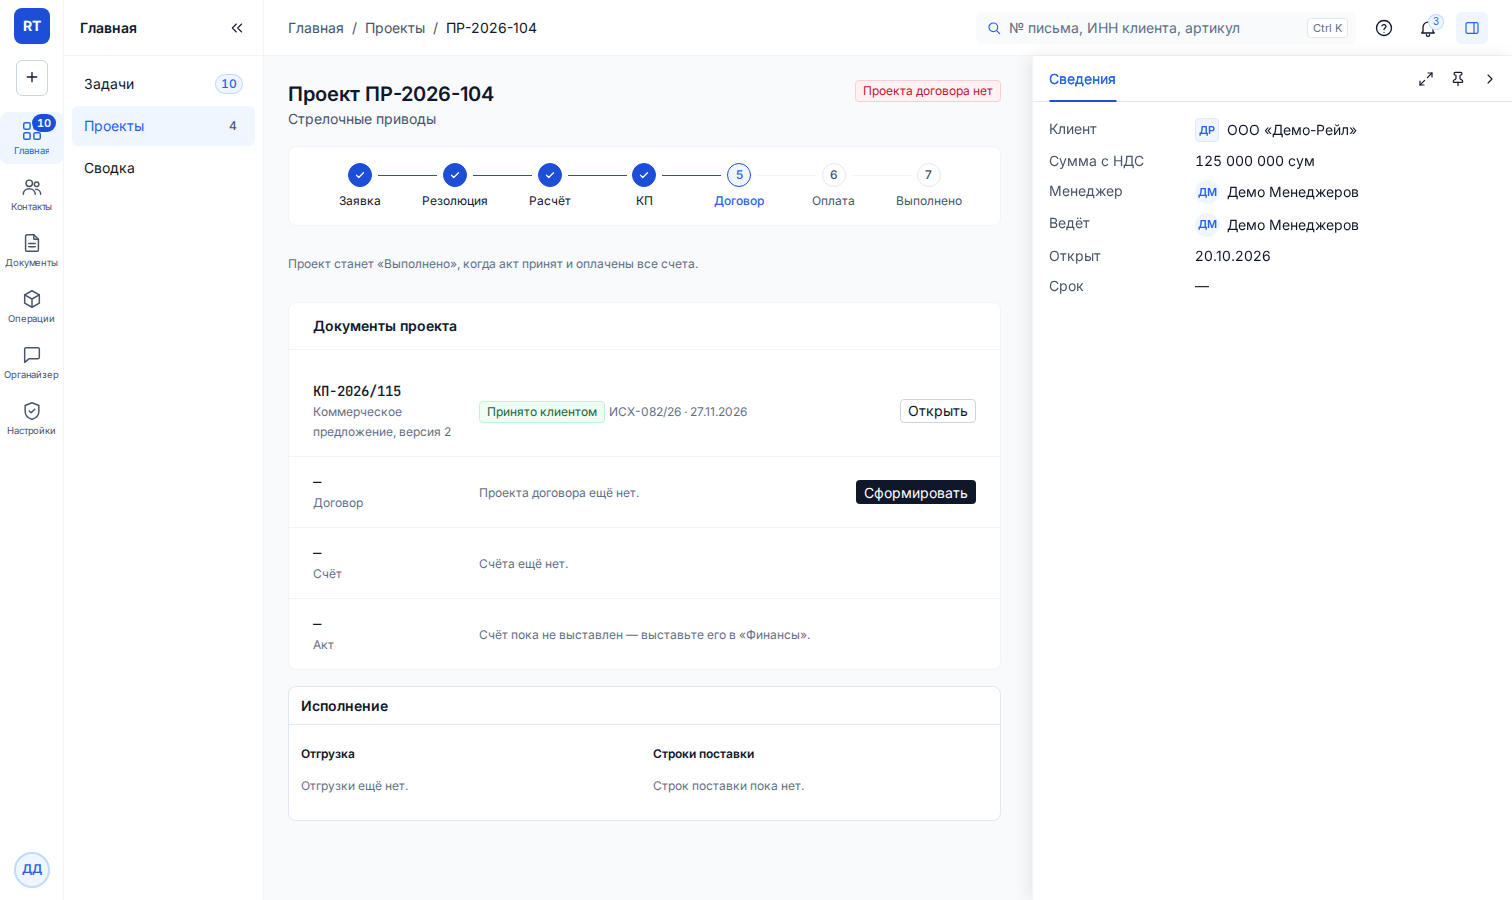 RT
Главная
Главная / Проекты / ПР-2026-104
№ письма, ИНН клиента, артикул
Ctrl K
3
10
Главная
Контакты
Документы
Операции
Органайзер
Настройки
ДД
Задачи 10
Проекты 4
Сводка
Проект ПР-2026-104
Проекта договора нет
Стрелочные приводы
5 6 7
Заявка Резолюция Расчёт КП Договор Оплата Выполнено
Проект станет «Выполнено», когда акт принят и оплачены все счета.
Документы проекта
КП-2026/115
Коммерческое
предложение, версия 2
Принято клиентом ИСХ-082/26 · 27.11.2026
Открыть
—
Договор
Проекта договора ещё нет.
Сформировать
—
Счёт
Счёта ещё нет.
—
Акт
Счёт пока не выставлен — выставьте его в «Финансы».
Исполнение
Отгрузка
Отгрузки ещё нет.
Строки поставки
Строк поставки пока нет.
Сведения
Клиент ДР ООО «Демо-Рейл»
Сумма с НДС 125 000 000 сум
Менеджер ДМ Демо Менеджеров
Ведёт ДМ Демо Менеджеров
Открыт 20.10.2026
Срок —